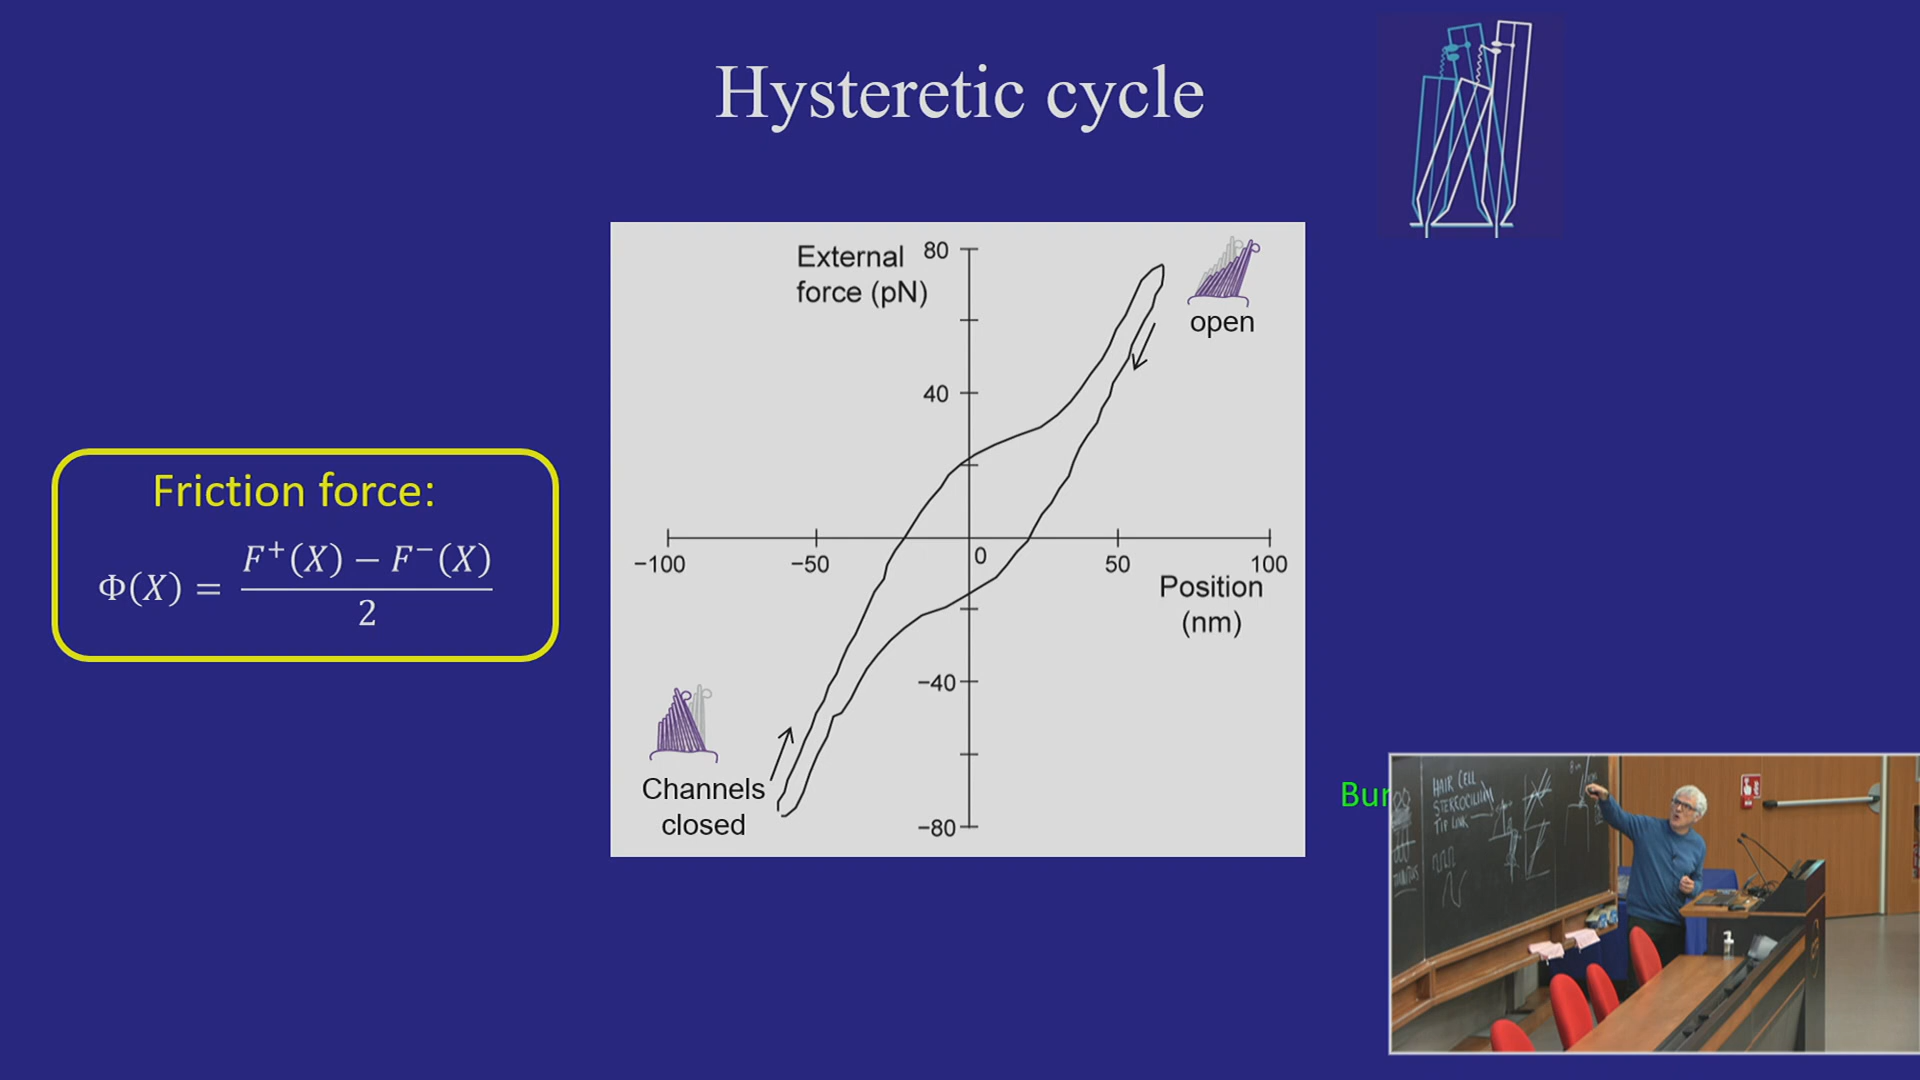 Hysteretic cycle
External
force (pN)
80
40
−40
−80
−100
−50
0
50
100
Position
(nm)
open
Channels
closed
Friction force:
Φ(X) = F⁺(X) − F⁻(X)
2
Bur
HAIR CELL
STEREOCILIUM
TIP LINK